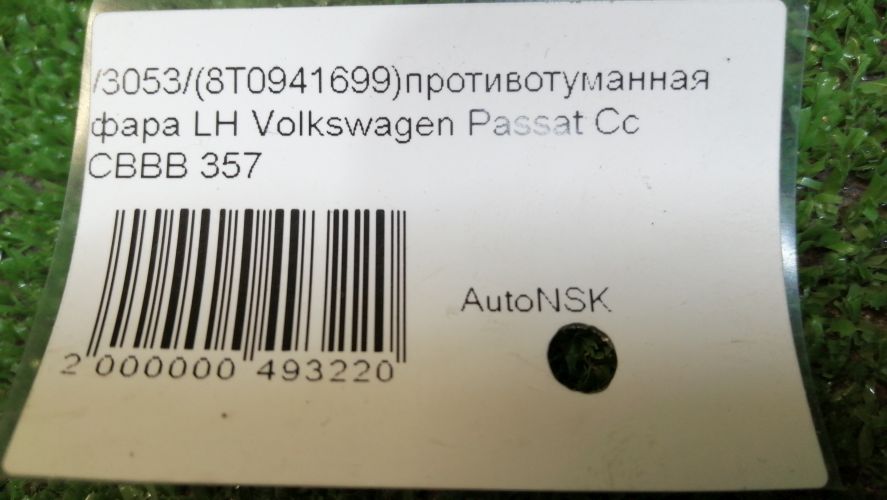 /3053/(8T0941699)противотуманная
фара LH Volkswagen Passat Cc
CBBB 357
AutoNSK
2 000000 493220